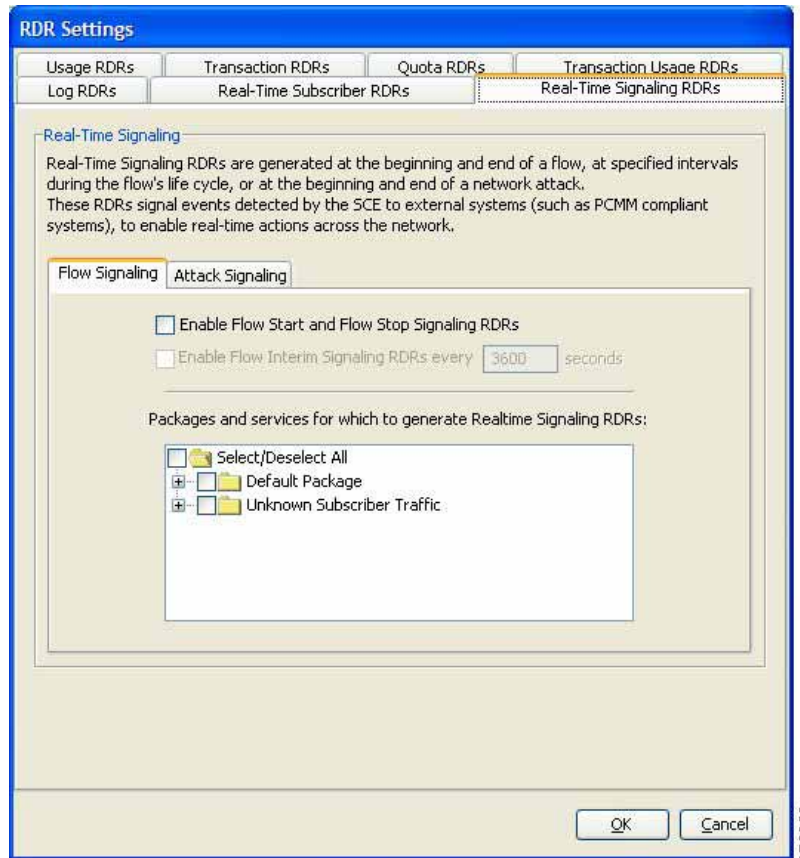 RDR Settings
Usage RDRs
Transaction RDRs
Quota RDRs
Transaction Usage RDRs
Log RDRs
Real-Time Subscriber RDRs
Real-Time Signaling RDRs
Real-Time Signaling
Real-Time Signaling RDRs are generated at the beginning and end of a flow, at specified intervals
during the flow's life cycle, or at the beginning and end of a network attack.
These RDRs signal events detected by the SCE to external systems (such as PCMM compliant
systems), to enable real-time actions across the network.
Flow Signaling
Attack Signaling
Enable Flow Start and Flow Stop Signaling RDRs
Enable Flow Interim Signaling RDRs every 3600 seconds
Packages and services for which to generate Realtime Signaling RDRs:
Select/Deselect All
Default Package
Unknown Subscriber Traffic
OK
Cancel